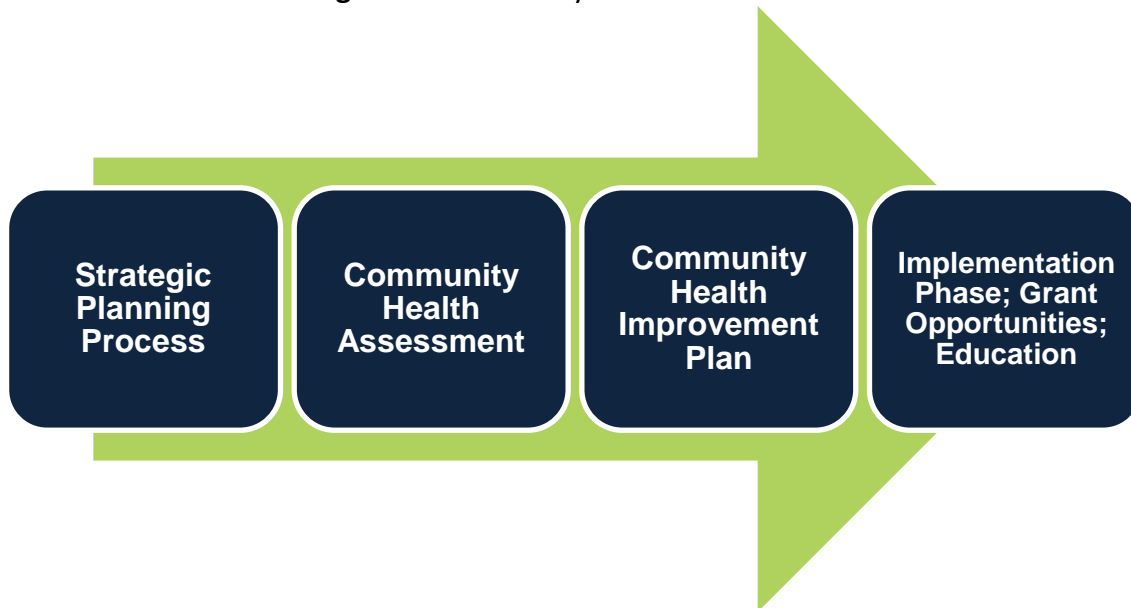 Strategic
Planning
Process
Community
Health
Assessment
Community
Health
Improvement
Plan
Implementation
Phase; Grant
Opportunities;
Education